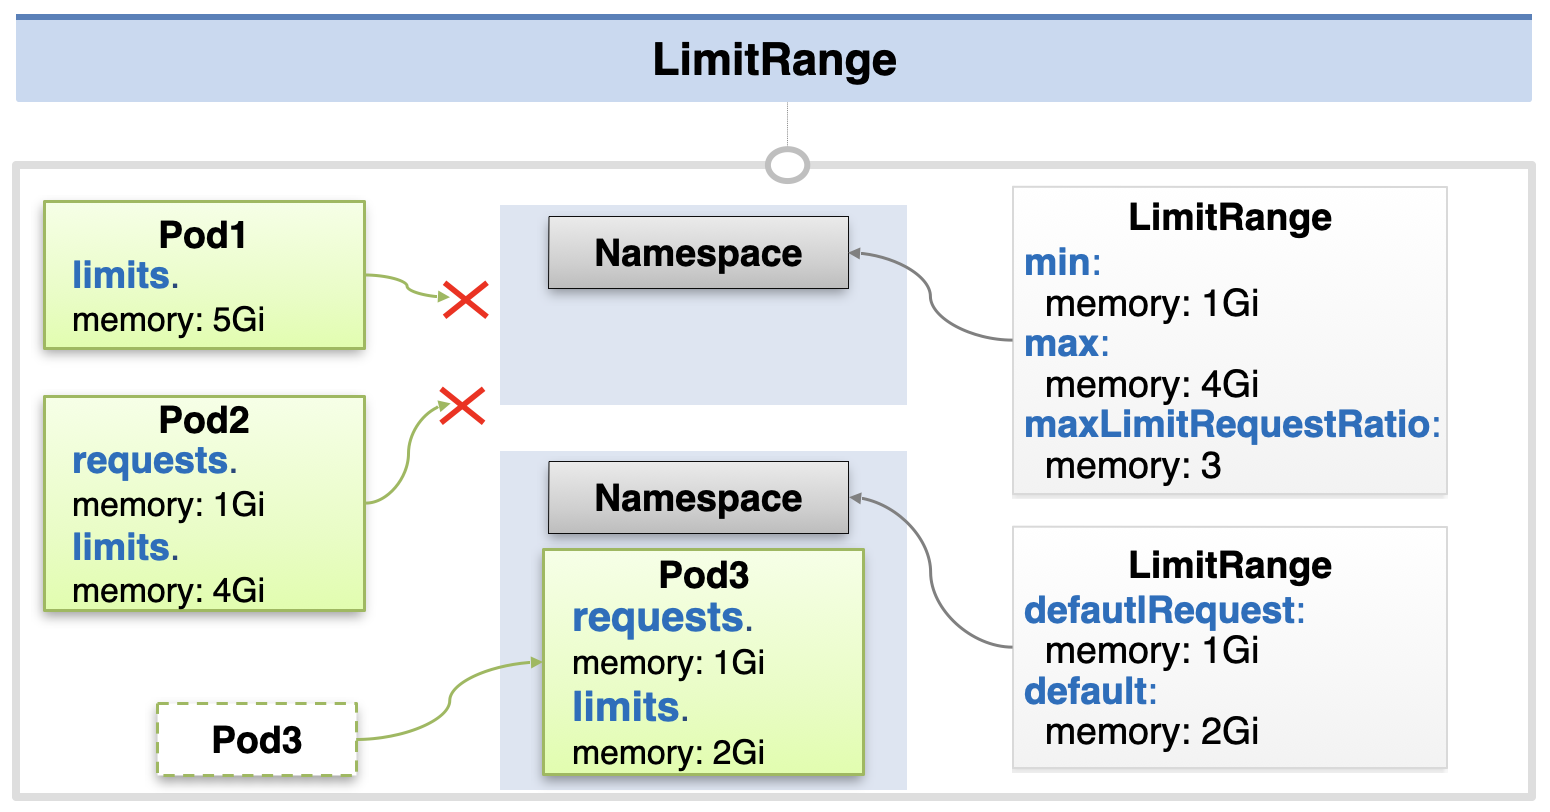 LimitRange
Pod1
limits.
memory: 5Gi
Pod2
requests.
memory: 1Gi
limits.
memory: 4Gi
Pod3
Namespace
Namespace
Pod3
requests.
memory: 1Gi
limits.
memory: 2Gi
LimitRange
min:
memory: 1Gi
max:
memory: 4Gi
maxLimitRequestRatio:
memory: 3
LimitRange
defautlRequest:
memory: 1Gi
default:
memory: 2Gi